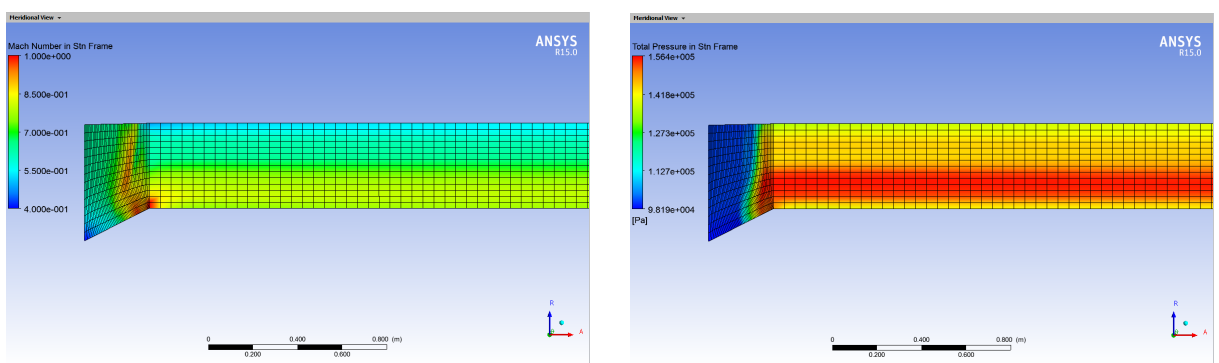 Meridional View
Mach Number in Stn Frame
1.000e+000
8.500e-001
7.000e-001
5.500e-001
4.000e-001
ANSYS
R15.0
R
A
0 0.400 0.800 (m)
0.200 0.600
Meridional View
Total Pressure in Stn Frame
1.564e+005
1.418e+005
1.273e+005
1.127e+005
9.819e+004
[Pa]
ANSYS
R15.0
R
A
0 0.400 0.800 (m)
0.200 0.600